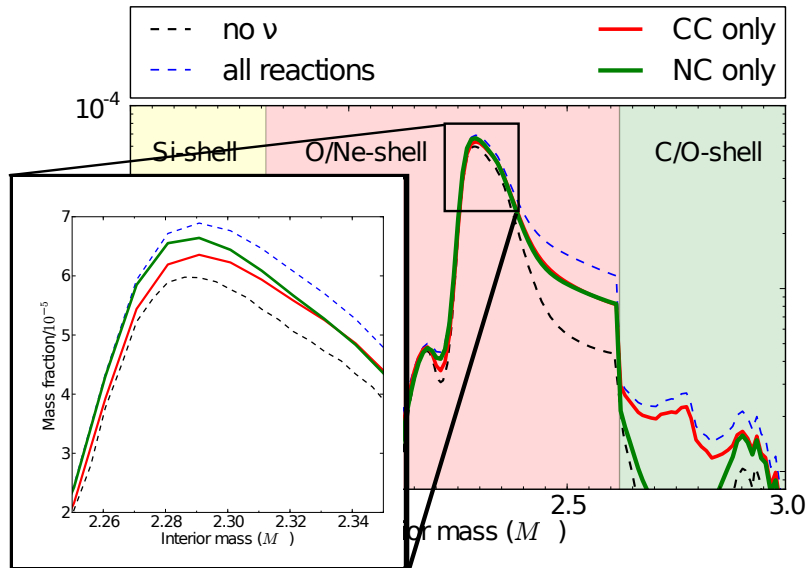 no ν
all reactions
CC only
NC only
10⁻⁴
Si-shell
O/Ne-shell
C/O-shell
7
6
5
4
3
2
Mass fraction/10⁻⁵
2.26
2.28
2.30
2.32
2.34
Interior mass (M )
2.5
3.0
ior mass (M )